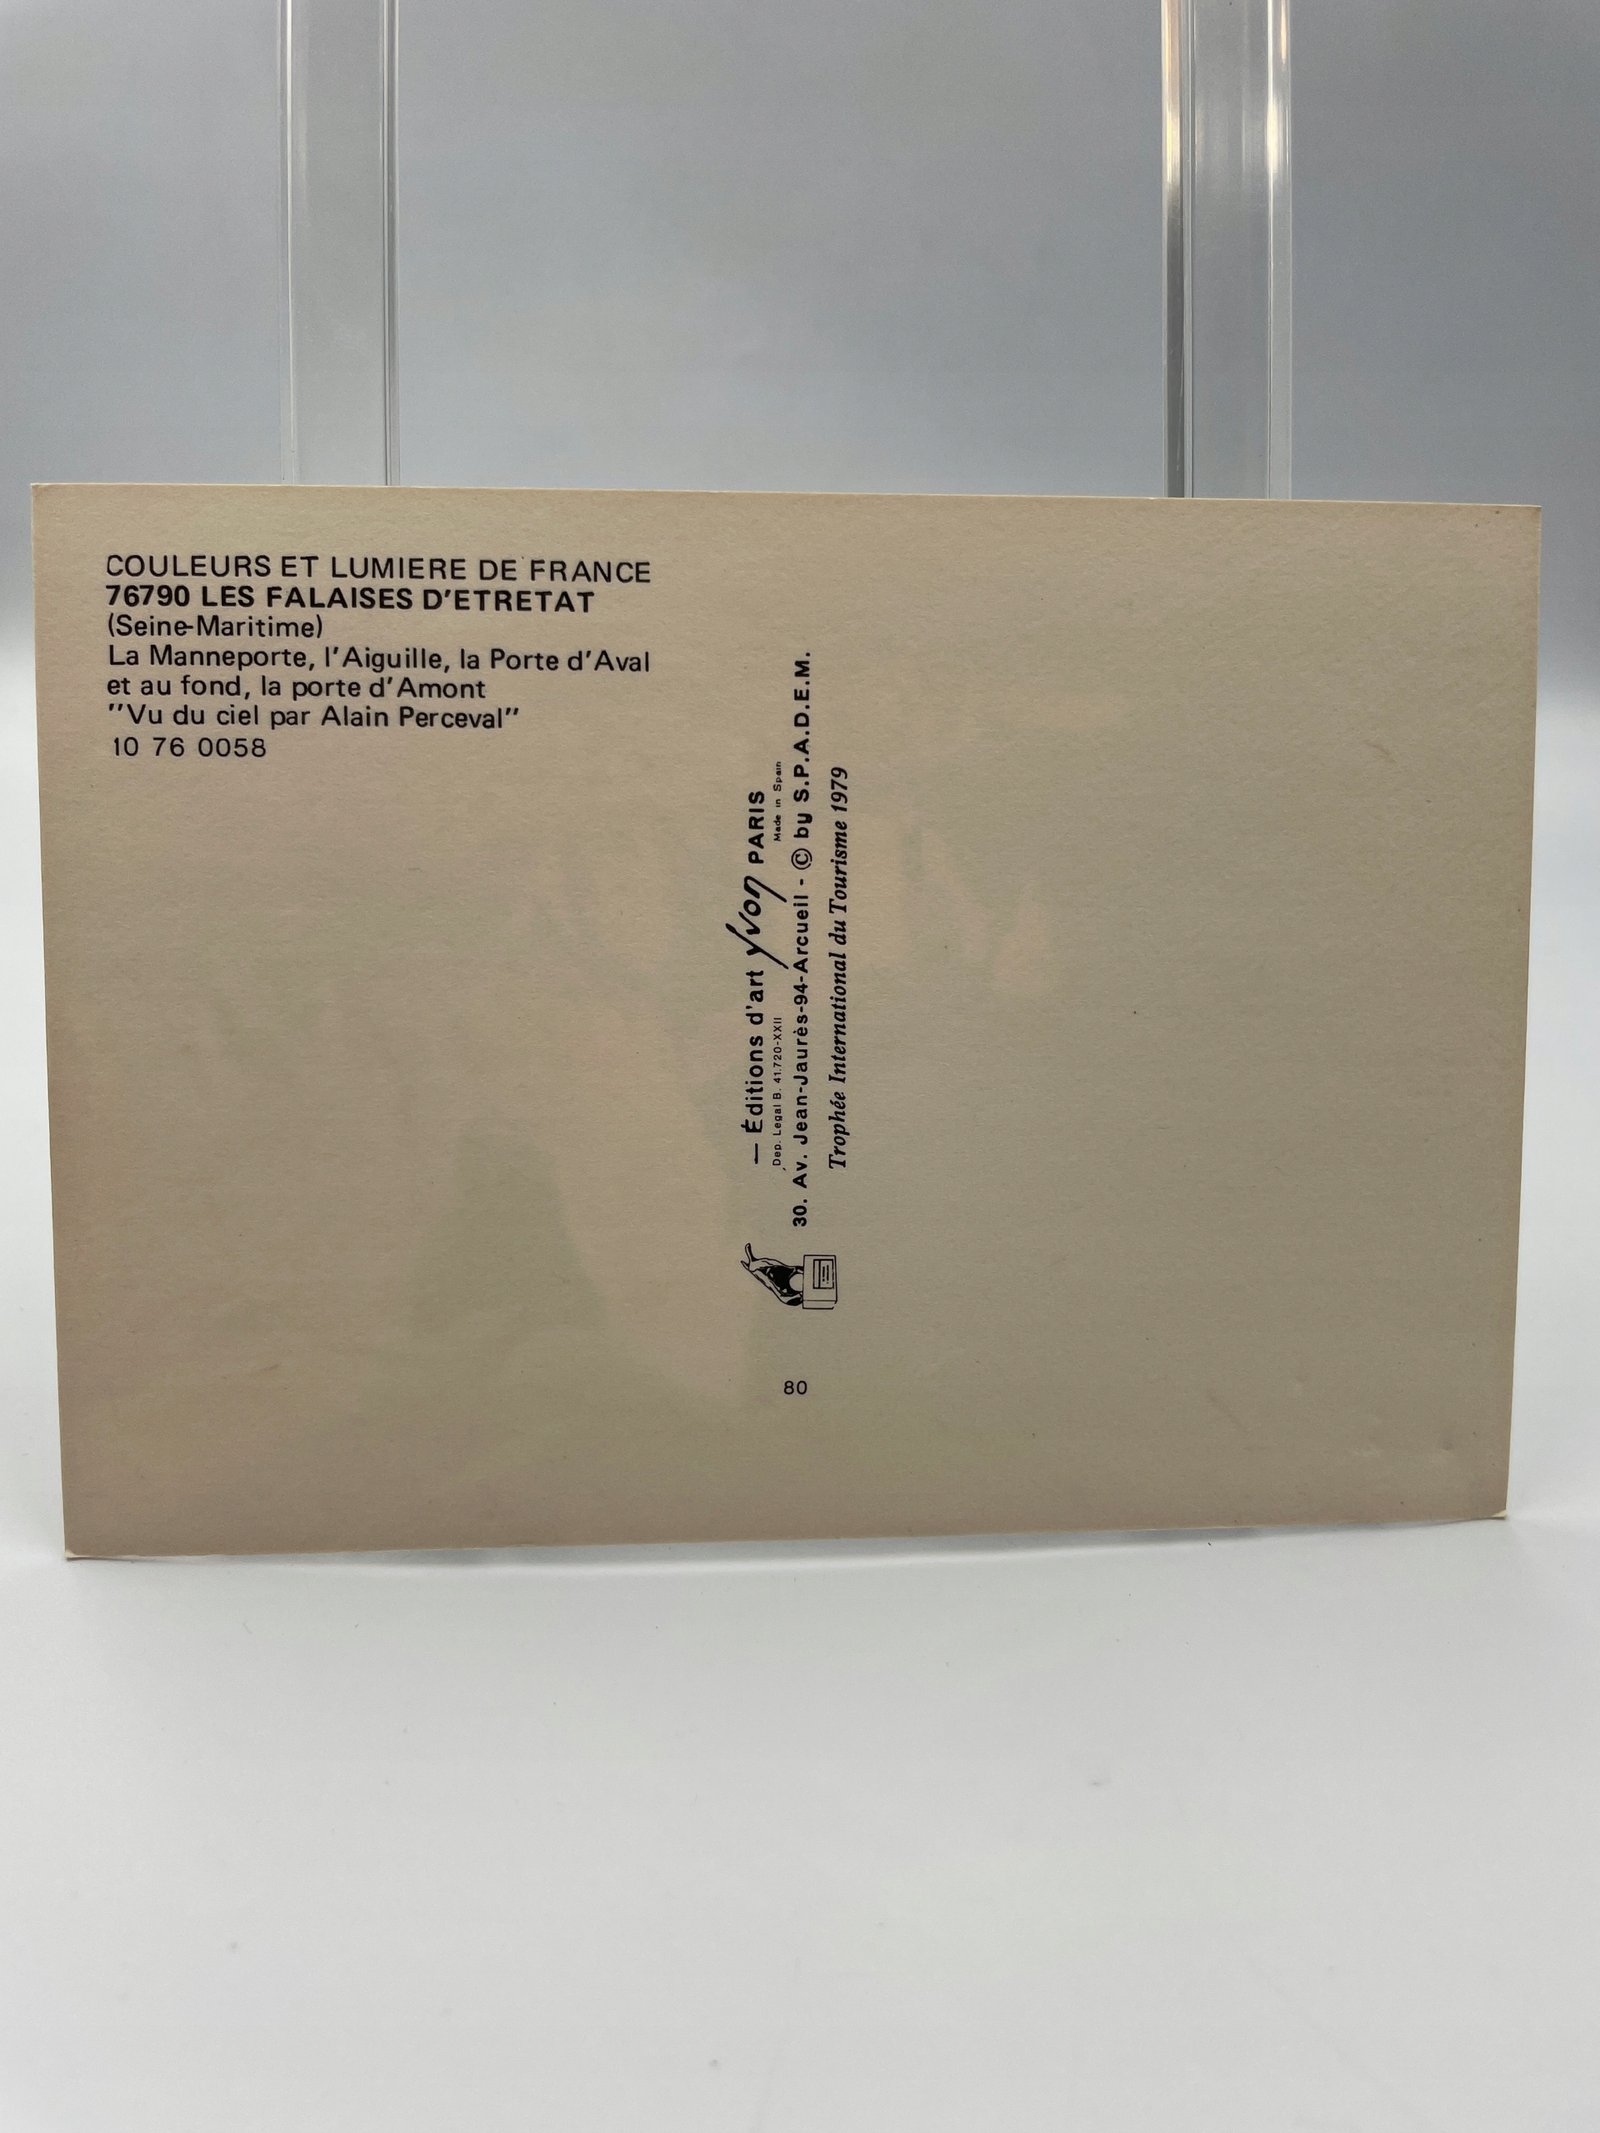 COULEURS ET LUMIERE DE FRANCE
76790 LES FALAISES D'ETRETAT
(Seine-Maritime)
La Manneporte, l'Aiguille, la Porte d'Aval
et au fond, la porte d'Amont
''Vu du ciel par Alain Perceval''
10 76 0058
— Éditions d'art yvon PARIS
Dep. Legal B. 41.720-XXII Made in Spain
30. Av. Jean-Jaurès-94-Arcueil - © by S.P.A.D.E.M.
Trophée International du Tourisme 1979
80